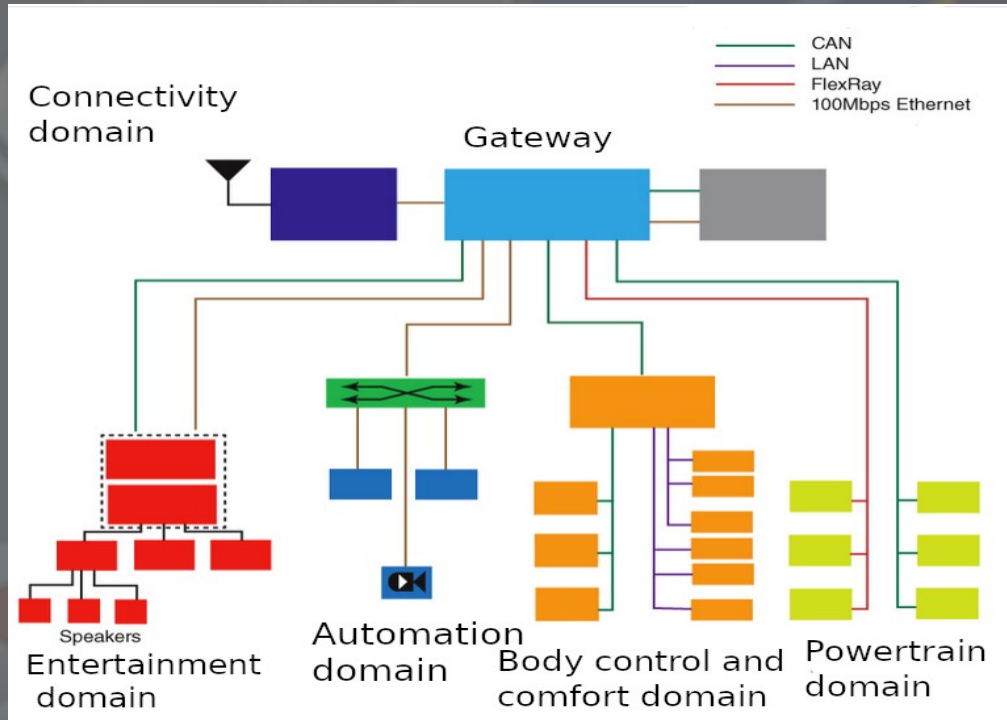 CAN
LAN
FlexRay
100Mbps Ethernet
Connectivity
domain
Gateway
Speakers
Entertainment
domain
Automation
domain
Body control and
comfort domain
Powertrain
domain